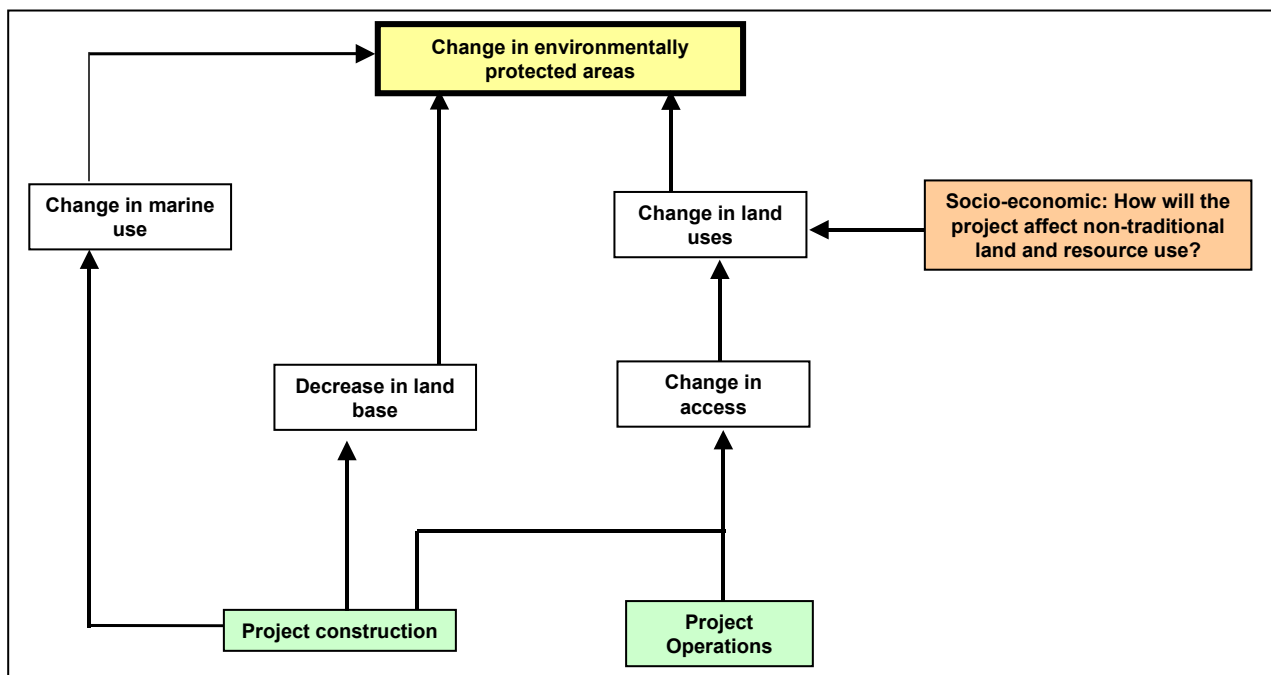 Change in environmentally
protected areas
Change in marine
use
Change in land
uses
Socio-economic: How will the
project affect non-traditional
land and resource use?
Decrease in land
base
Change in
access
Project construction
Project
Operations